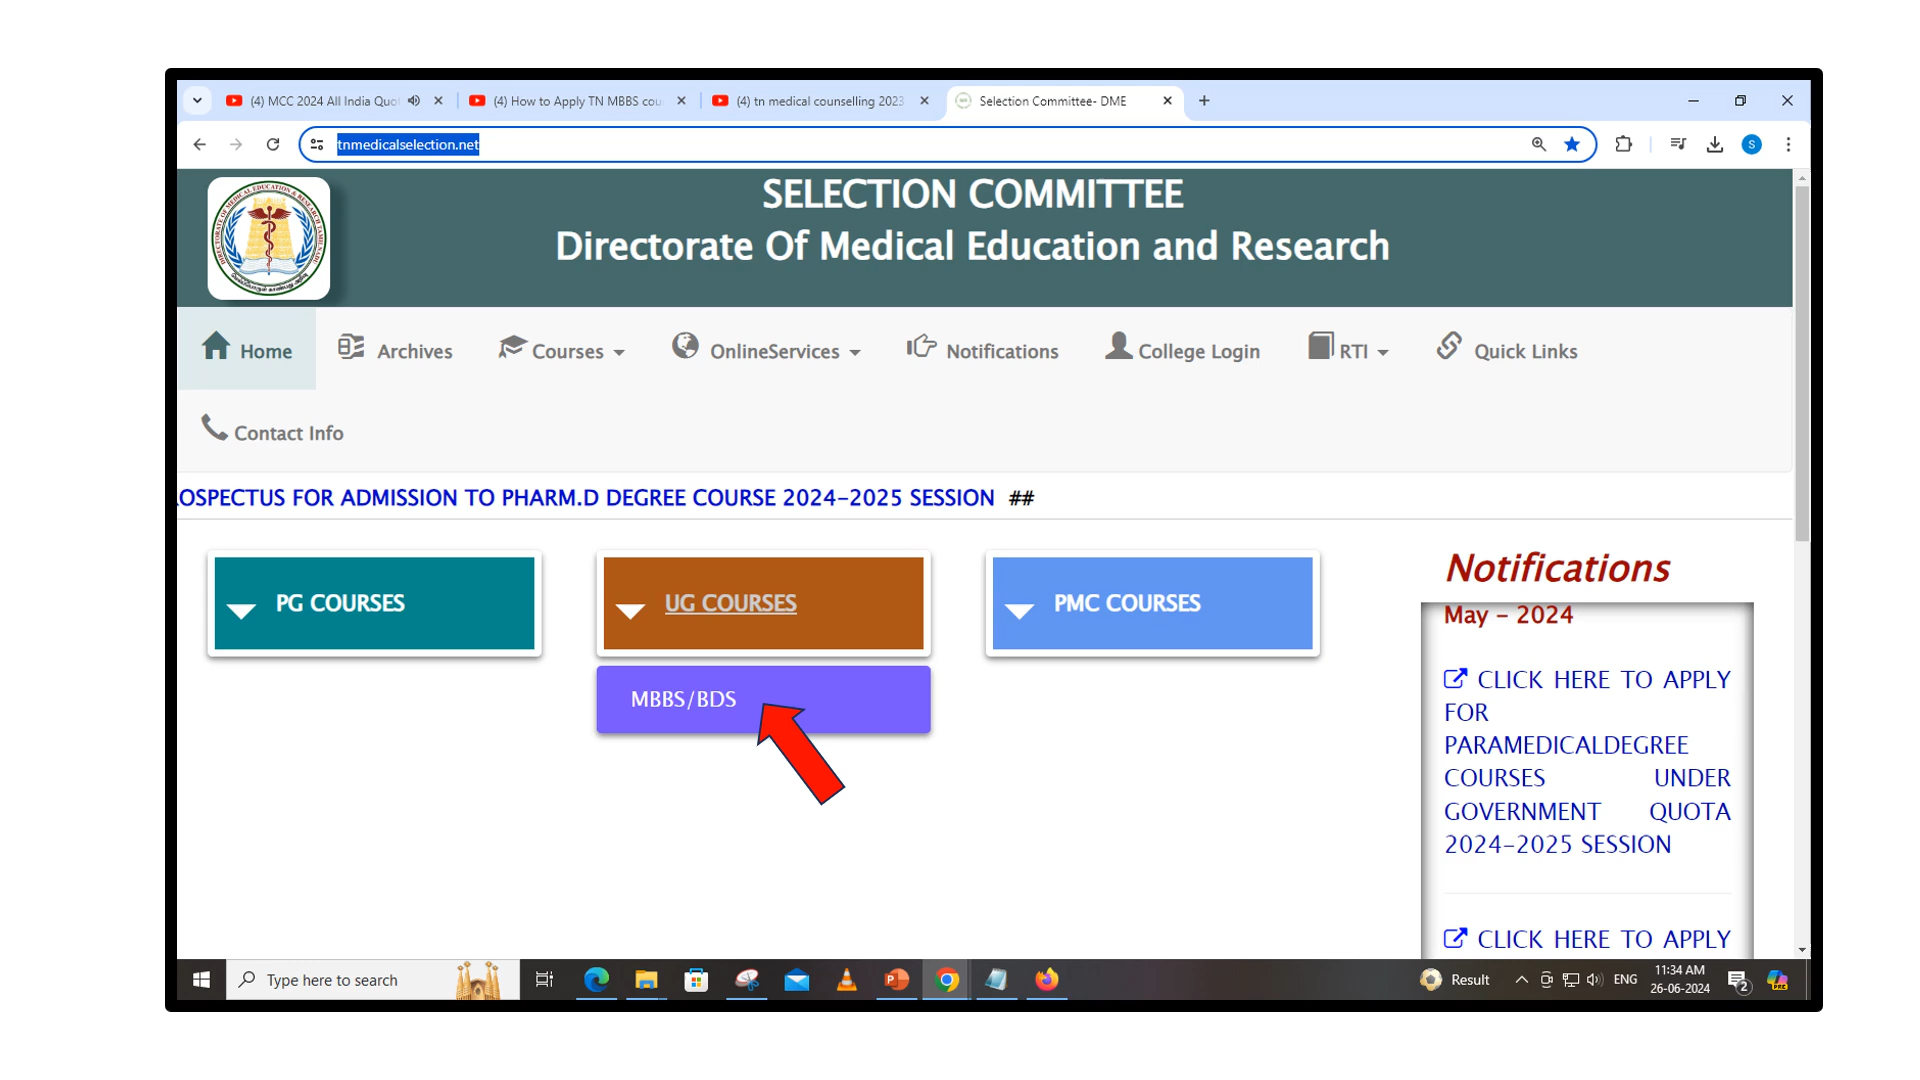 (4) MCC 2024 All India Quo
(4) How to Apply TN MBBS cou
(4) tn medical counselling 2023
Selection Committee- DME
tnmedicalselection.net
S
SELECTION COMMITTEE
Directorate Of Medical Education and Research
Home
Archives
Courses
OnlineServices
Notifications
College Login
RTI
Quick Links
Contact Info
OSPECTUS FOR ADMISSION TO PHARM.D DEGREE COURSE 2024-2025 SESSION ##
PG COURSES
UG COURSES
PMC COURSES
MBBS/BDS
Notifications
May - 2024
CLICK HERE TO APPLY
FOR
PARAMEDICALDEGREE
COURSES UNDER
GOVERNMENT QUOTA
2024-2025 SESSION
CLICK HERE TO APPLY
Type here to search
Result
ENG
11:34 AM
26-06-2024
2
PRE